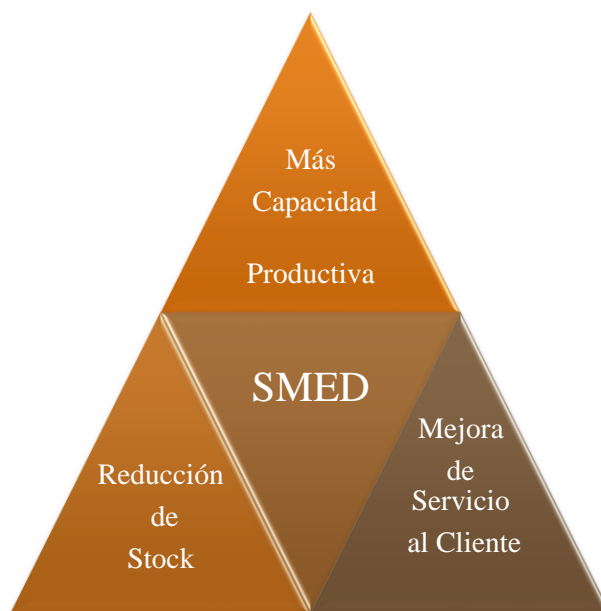 Más
Capacidad
Productiva
SMED
Reducción
de
Stock
Mejora
de
Servicio
al Cliente